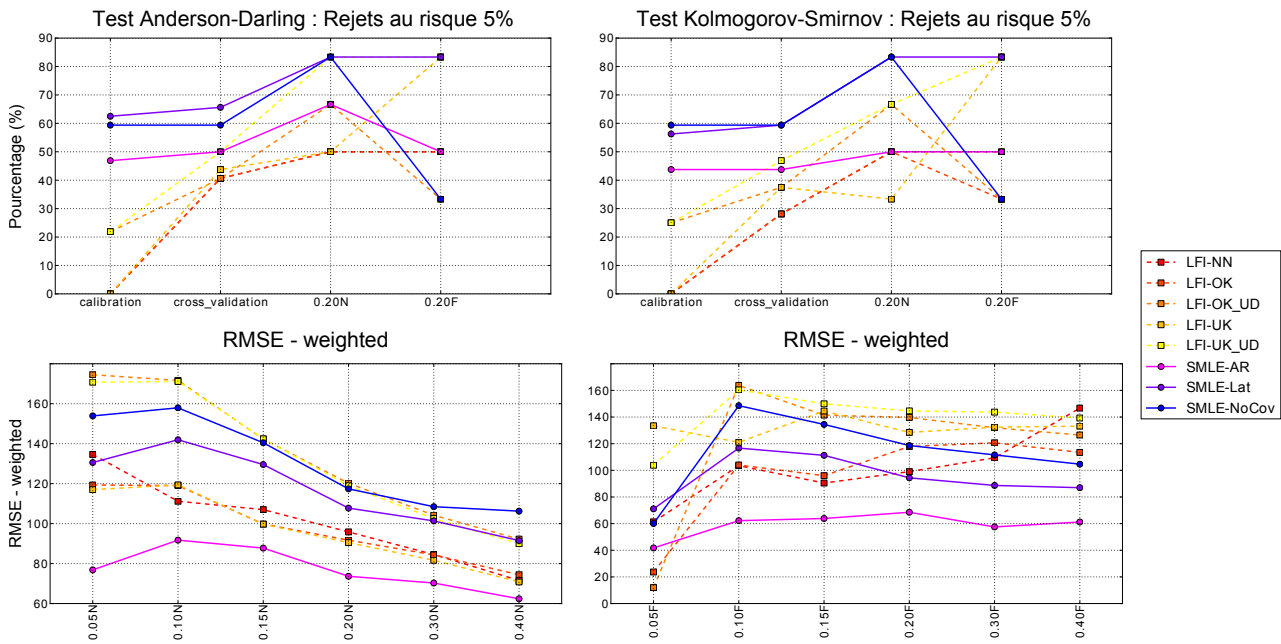 Test Anderson-Darling : Rejets au risque 5%
Pourcentage (%)
90
80
70
60
50
40
30
20
10
0
calibration
cross_validation
0.20N
0.20F
Test Kolmogorov-Smirnov : Rejets au risque 5%
90
80
70
60
50
40
30
20
10
0
calibration
cross_validation
0.20N
0.20F
LFI-NN
LFI-OK
LFI-OK_UD
LFI-UK
LFI-UK_UD
SMLE-AR
SMLE-Lat
SMLE-NoCov
RMSE - weighted
RMSE - weighted
160
140
120
100
80
60
0.05N
0.10N
0.15N
0.20N
0.30N
0.40N
RMSE - weighted
RMSE - weighted
160
140
120
100
80
60
40
20
0
0.05F
0.10F
0.15F
0.20F
0.30F
0.40F